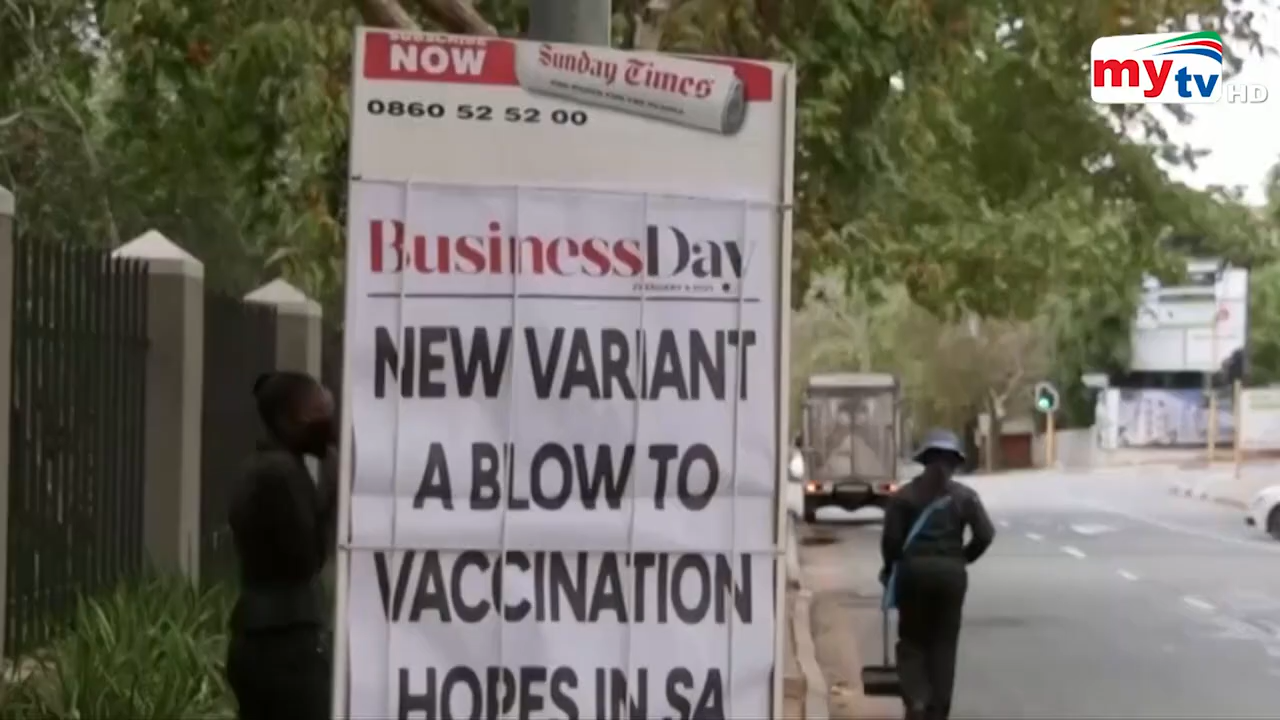 NOW
Sunday Times
0860 52 52 00
BusinessDay
NEW VARIANT
A BLOW TO
VACCINATION
HOPES IN SA
mytv HD